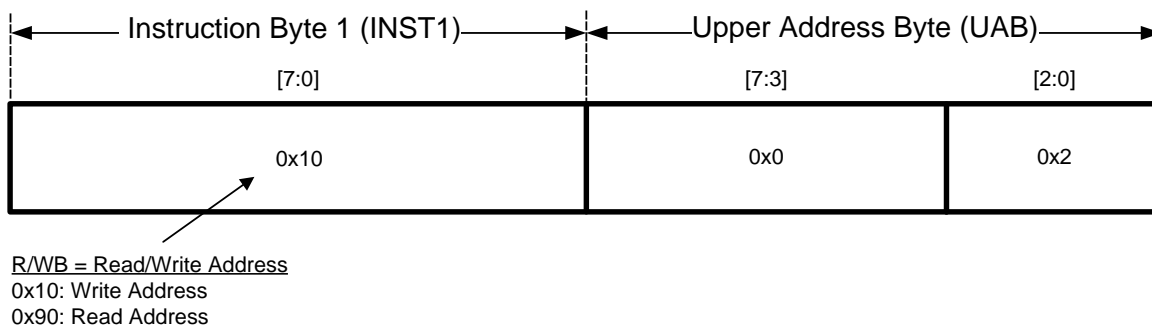 Instruction Byte 1 (INST1) Upper Address Byte (UAB)
[7:0] [7:3] [2:0]
0x10 0x0 0x2
R/WB = Read/Write Address
0x10: Write Address
0x90: Read Address